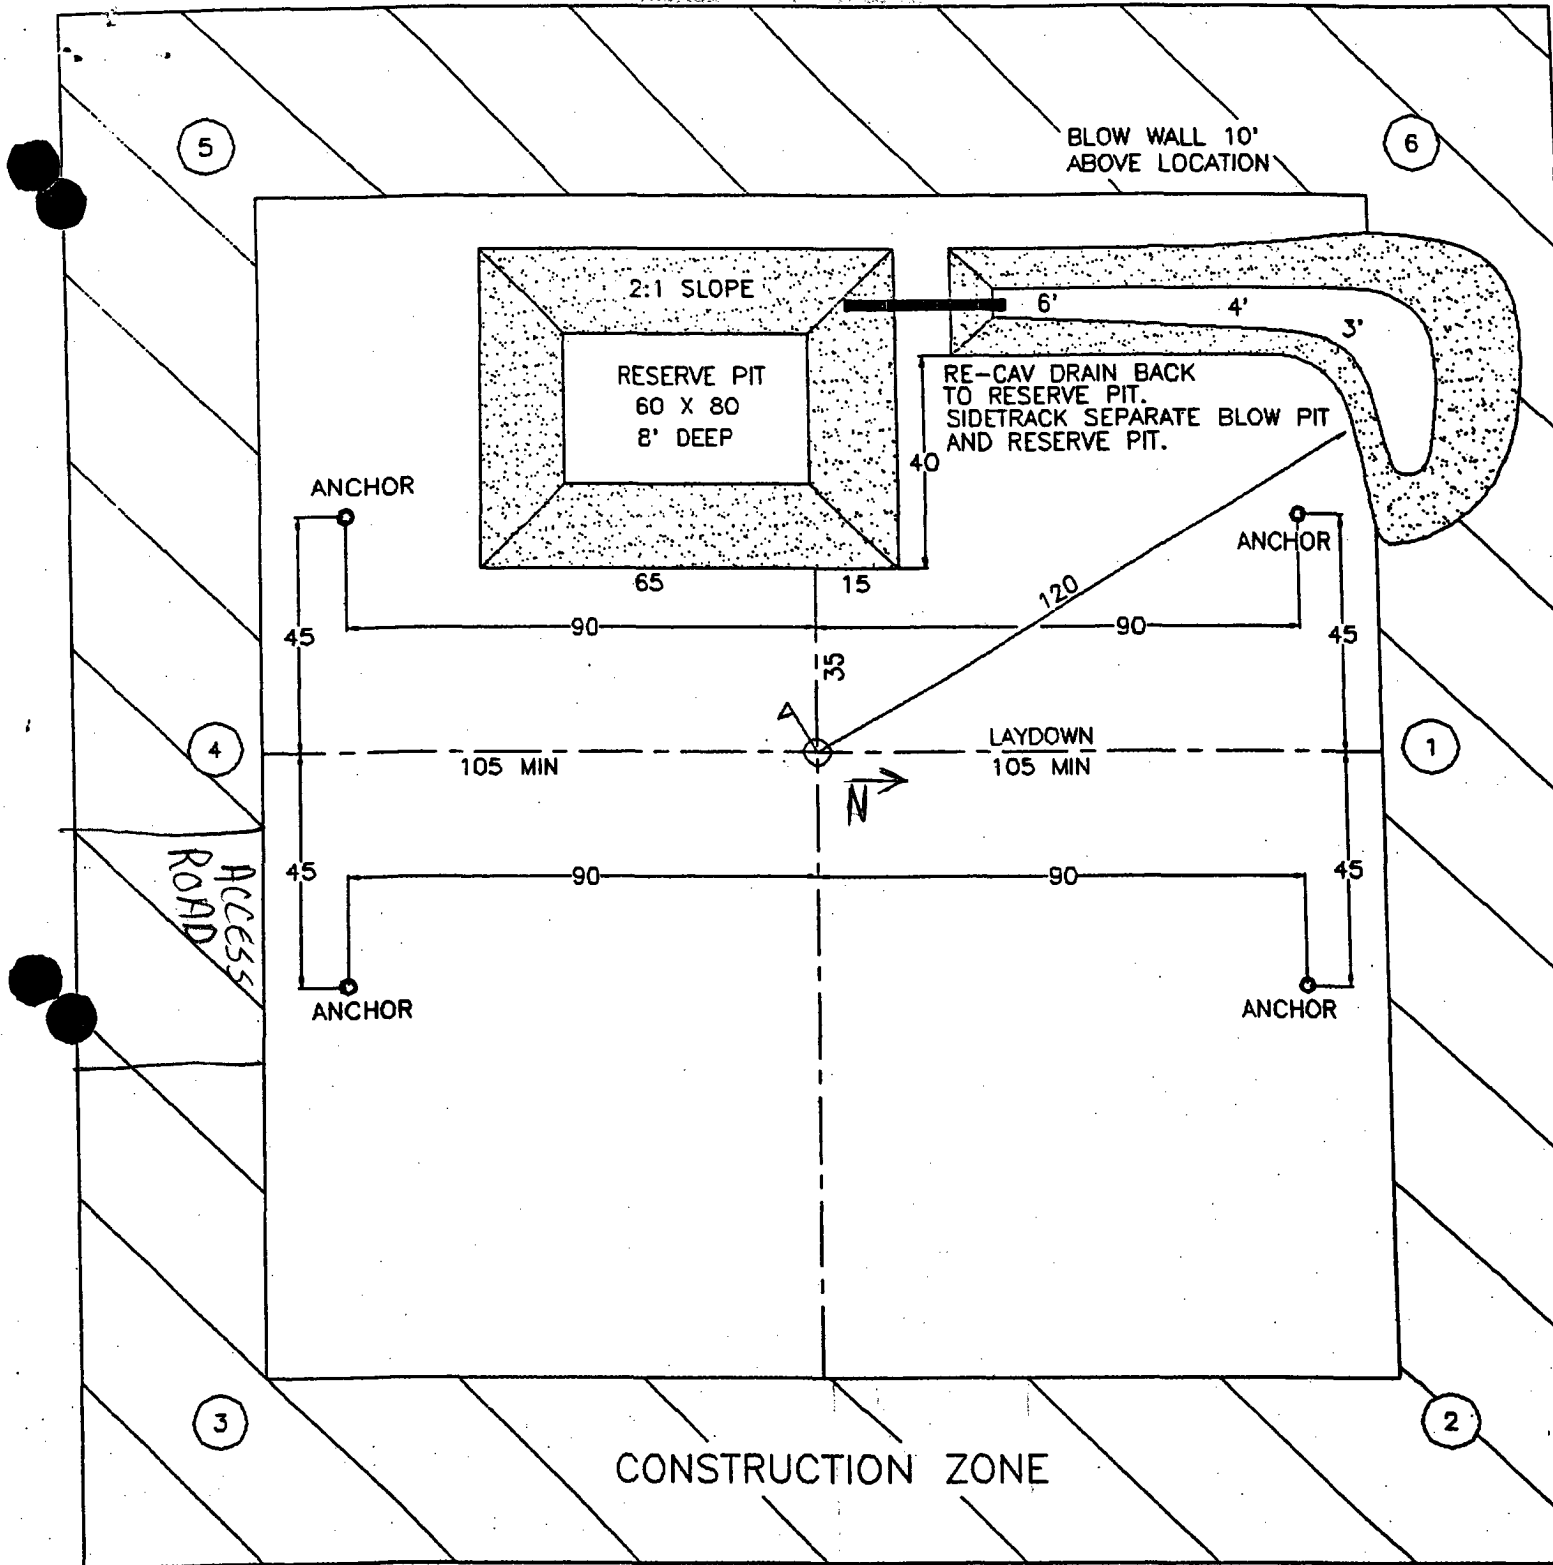 5
BLOW WALL 10'
ABOVE LOCATION
6
2:1 SLOPE
6'
4'
3'
RESERVE PIT
60 X 80
8' DEEP
RE-CAV DRAIN BACK
TO RESERVE PIT.
SIDETRACK SEPARATE BLOW PIT
AND RESERVE PIT.
40
ANCHOR
ANCHOR
65
15
120
45
90
90
45
35
4
LAYDOWN
105 MIN
105 MIN
1
N
ACCESS
ROAD
45
90
90
45
ANCHOR
ANCHOR
3
2
CONSTRUCTION ZONE